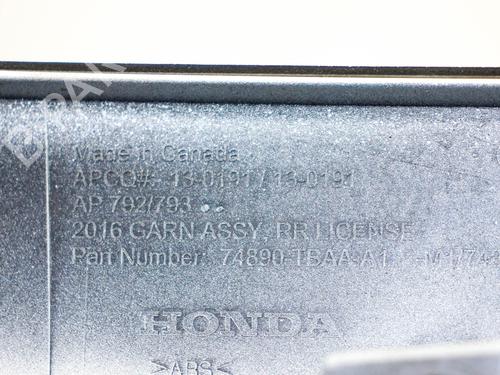 Made in Canada
APCO#: 13-0191 / 13-0191
AP 792/793
2016 GARN ASSY, RR LICENSE
Part Number: 74890-TBAA-A1
HONDA
>ABS<